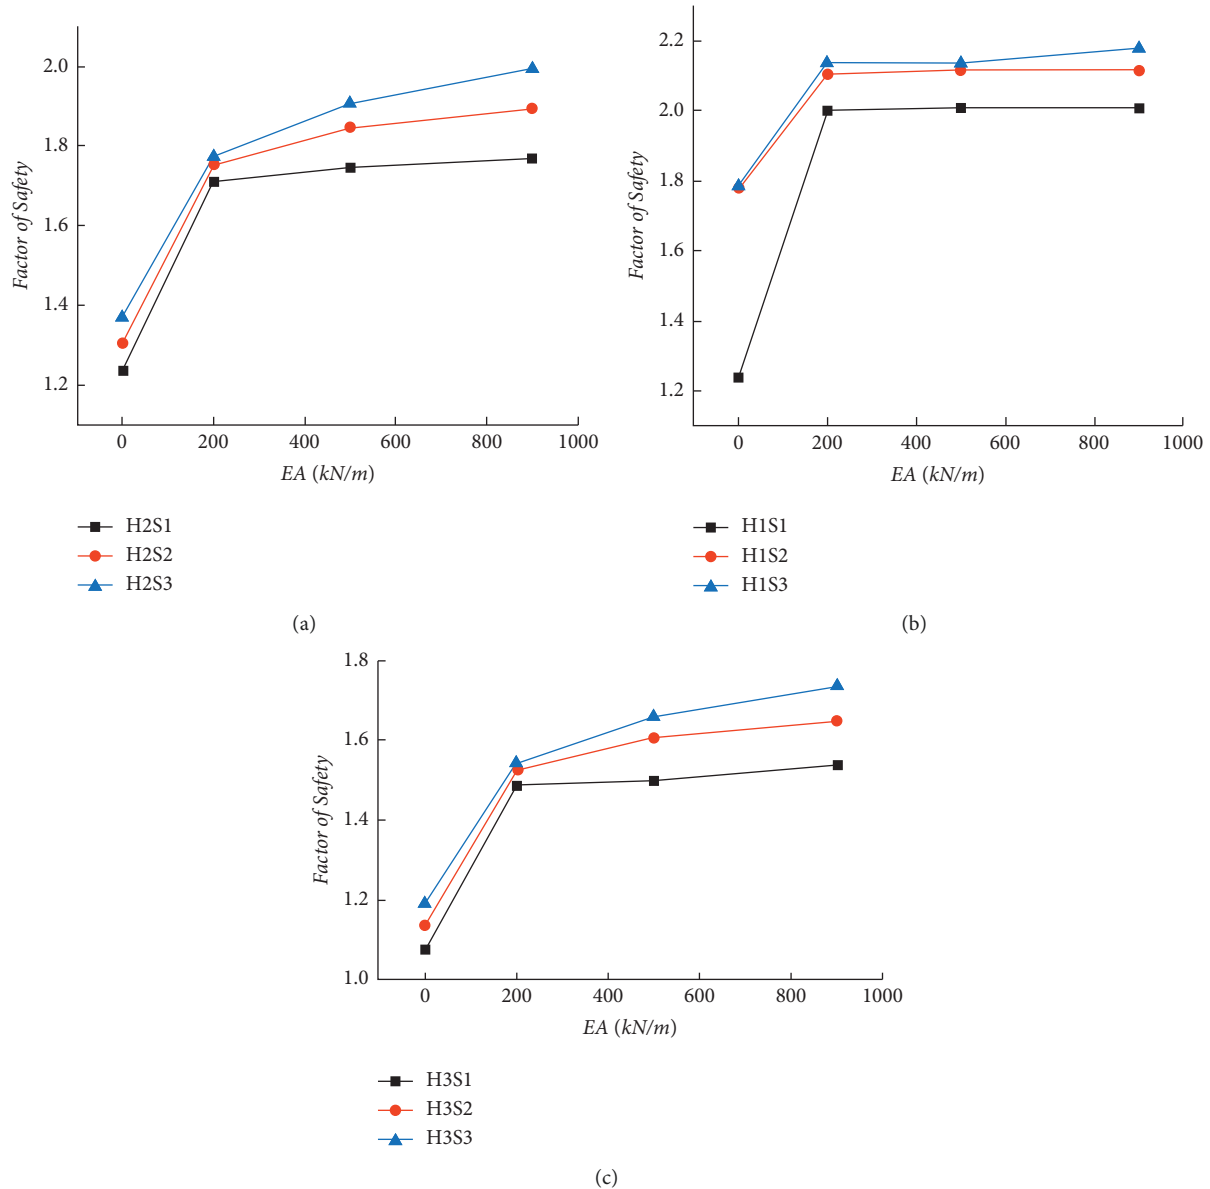 2.0
1.8
1.6
1.4
1.2
Factor of Safety
0 200 400 600 800 1000
EA (kN/m)
H2S1
H2S2
H2S3
(a)
2.2
2.0
1.8
1.6
1.4
1.2
Factor of Safety
0 200 400 600 800 1000
EA (kN/m)
H1S1
H1S2
H1S3
(b)
1.8
1.6
1.4
1.2
1.0
Factor of Safety
0 200 400 600 800 1000
EA (kN/m)
H3S1
H3S2
H3S3
(c)